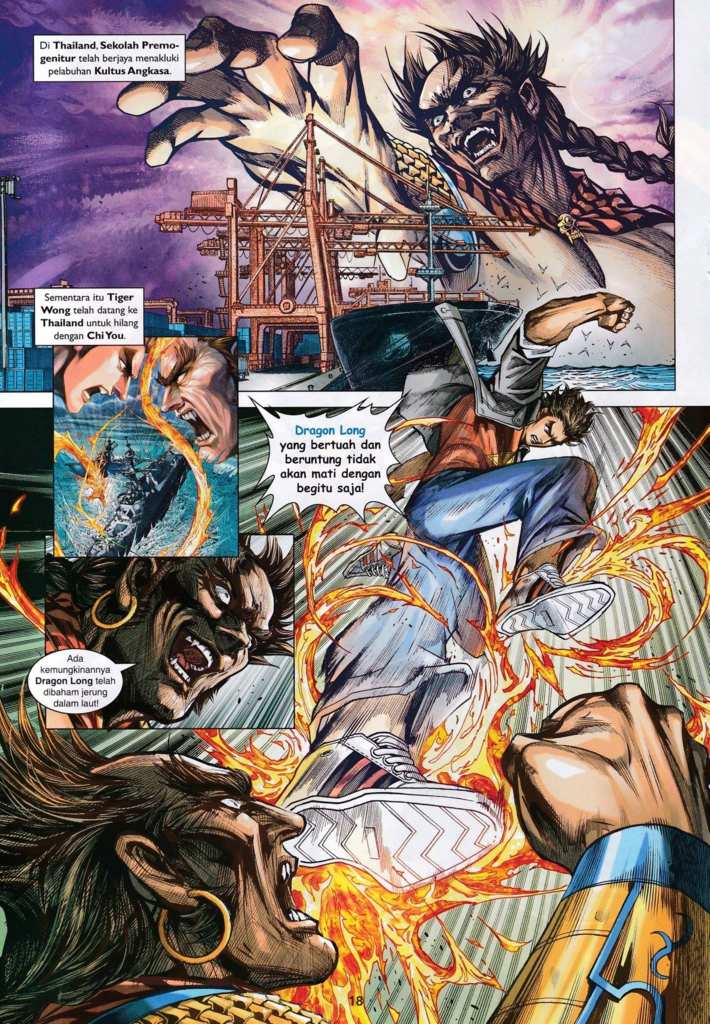 Di Thailand, Sekolah Premo-
genitur telah berjaya menakluki
pelabuhan Kultus Angkasa.
Sementara itu Tiger
Wong telah datang ke
Thailand untuk hilang
dengan Chi You.
Dragon Long
yang bertuah dan
beruntung tidak
akan mati dengan
begitu saja!
Ada
kemungkinannya
Dragon Long telah
dibaham jerung
dalam laut!
18